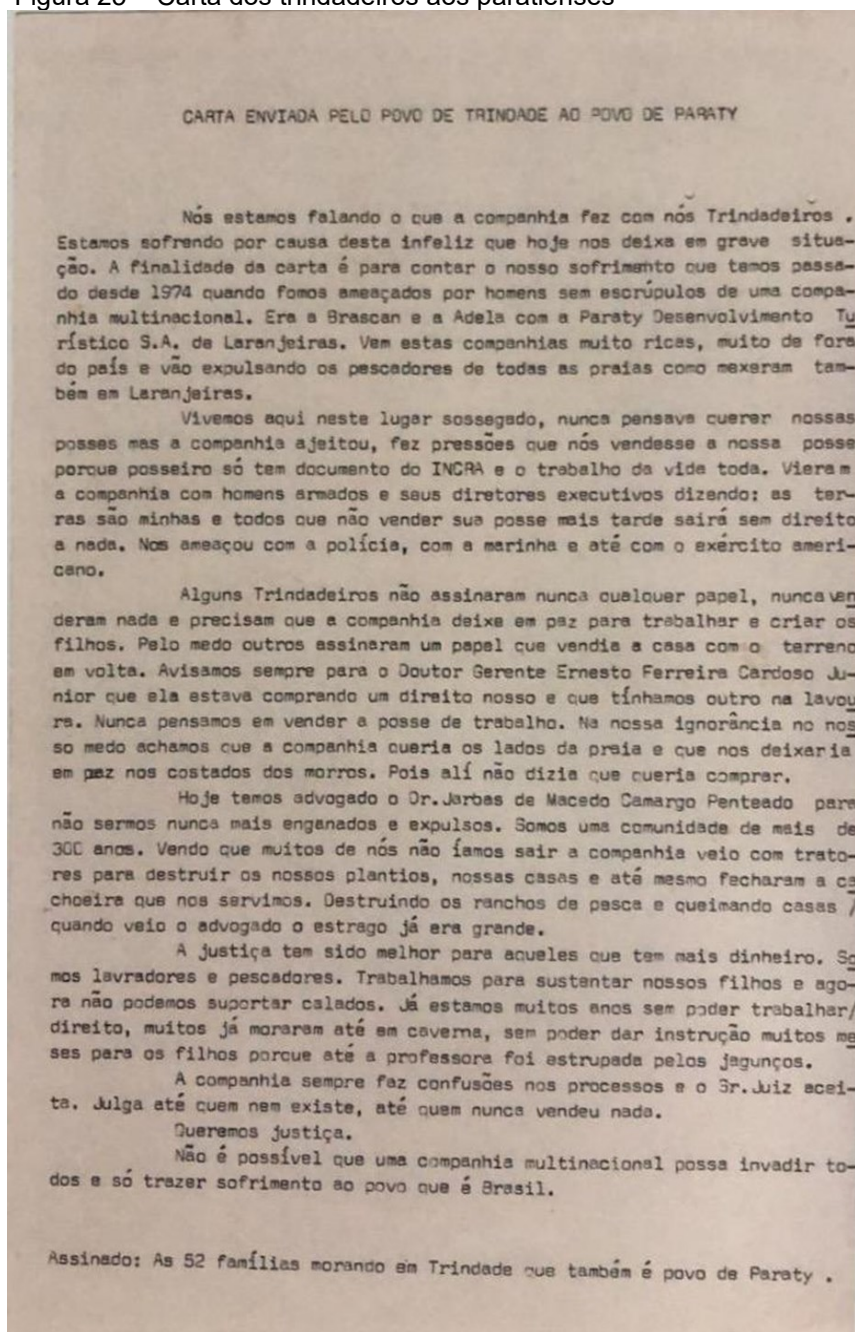 Figura 26 – Carta dos trindadeiros aos paratienses
CARTA ENVIADA PELO POVO DE TRINDADE AO POVO DE PARATY
Nós estamos falando o que a companhia fez com nós Trindadeiros .
Estamos sofrendo por causa desta infeliz que hoje nos deixa em grave situa-
ção. A finalidade da carta é para contar o nosso sofrimento que temos passa-
do desde 1974 quando fomos ameaçados por homens sem escrúpulos de uma compa-
nhia multinacional. Era a Brascan e a Adela com a Paraty Desenvolvimento Tu
rístico S.A. de Laranjeiras. Vem estas companhias muito ricas, muito de fora
do país e vão expulsando os pescadores de todas as praias como mexeram tam-
bém em Laranjeiras.
Vivemos aqui neste lugar sossegado, nunca pensava querer nossas
posses mas a companhia ajeitou, fez pressões que nós vendesse a nossa posse
porque posseiro só tem documento do INCRA e o trabalho da vida toda. Vieram
a companhia com homens armados e seus diretores executivos dizendo: as ter-
ras são minhas e todos que não vender sua posse mais tarde sairá sem direito
a nada. Nos ameaçou com a polícia, com a marinha e até com o exército ameri-
cano.
Alguns Trindadeiros não assinaram nunca qualquer papel, nunca ven
deram nada e precisam que a companhia deixe em paz para trabalhar e criar os
filhos. Pelo medo outros assinaram um papel que vendia a casa com o terreno
em volta. Avisamos sempre para o Doutor Gerente Ernesto Ferreira Cardoso Ju-
nior que ela estava comprando um direito nosso e que tínhamos outro na lavou
ra. Nunca pensamos em vender a posse de trabalho. Na nossa ignorância no nos
so medo achamos que a companhia queria os lados da praia e que nos deixaria
em paz nos costados dos morros. Pois alí não dizia que queria comprar.
Hoje temos advogado o Dr.Jarbas de Macedo Camargo Penteado para
não sermos nunca mais enganados e expulsos. Somos uma comunidade de mais de
300 anos. Vendo que muitos de nós não íamos sair a companhia veio com trato-
res para destruir os nossos plantios, nossas casas e até mesmo fecharam a ca
choeira que nos servimos. Destruindo os ranchos de pesca e queimando casas /
quando veio o advogado o estrago já era grande.
A justiça tem sido melhor para aqueles que tem mais dinheiro. So
mos lavradores e pescadores. Trabalhamos para sustentar nossos filhos e ago-
ra não podemos suportar calados. Já estamos muitos anos sem poder trabalhar/
direito, muitos já moraram até em caverna, sem poder dar instrução muitos me
ses para os filhos porque até a professora foi estrupada pelos jagunços.
A companhia sempre faz confusões nos processos e o Sr.Juiz acei-
ta. Julga até quem nem existe, até quem nunca vendeu nada.
Queremos justiça.
Não é possível que uma companhia multinacional possa invadir to-
dos e só trazer sofrimento ao povo que é Brasil.
Assinado: As 52 famílias morando em Trindade que também é povo de Paraty .